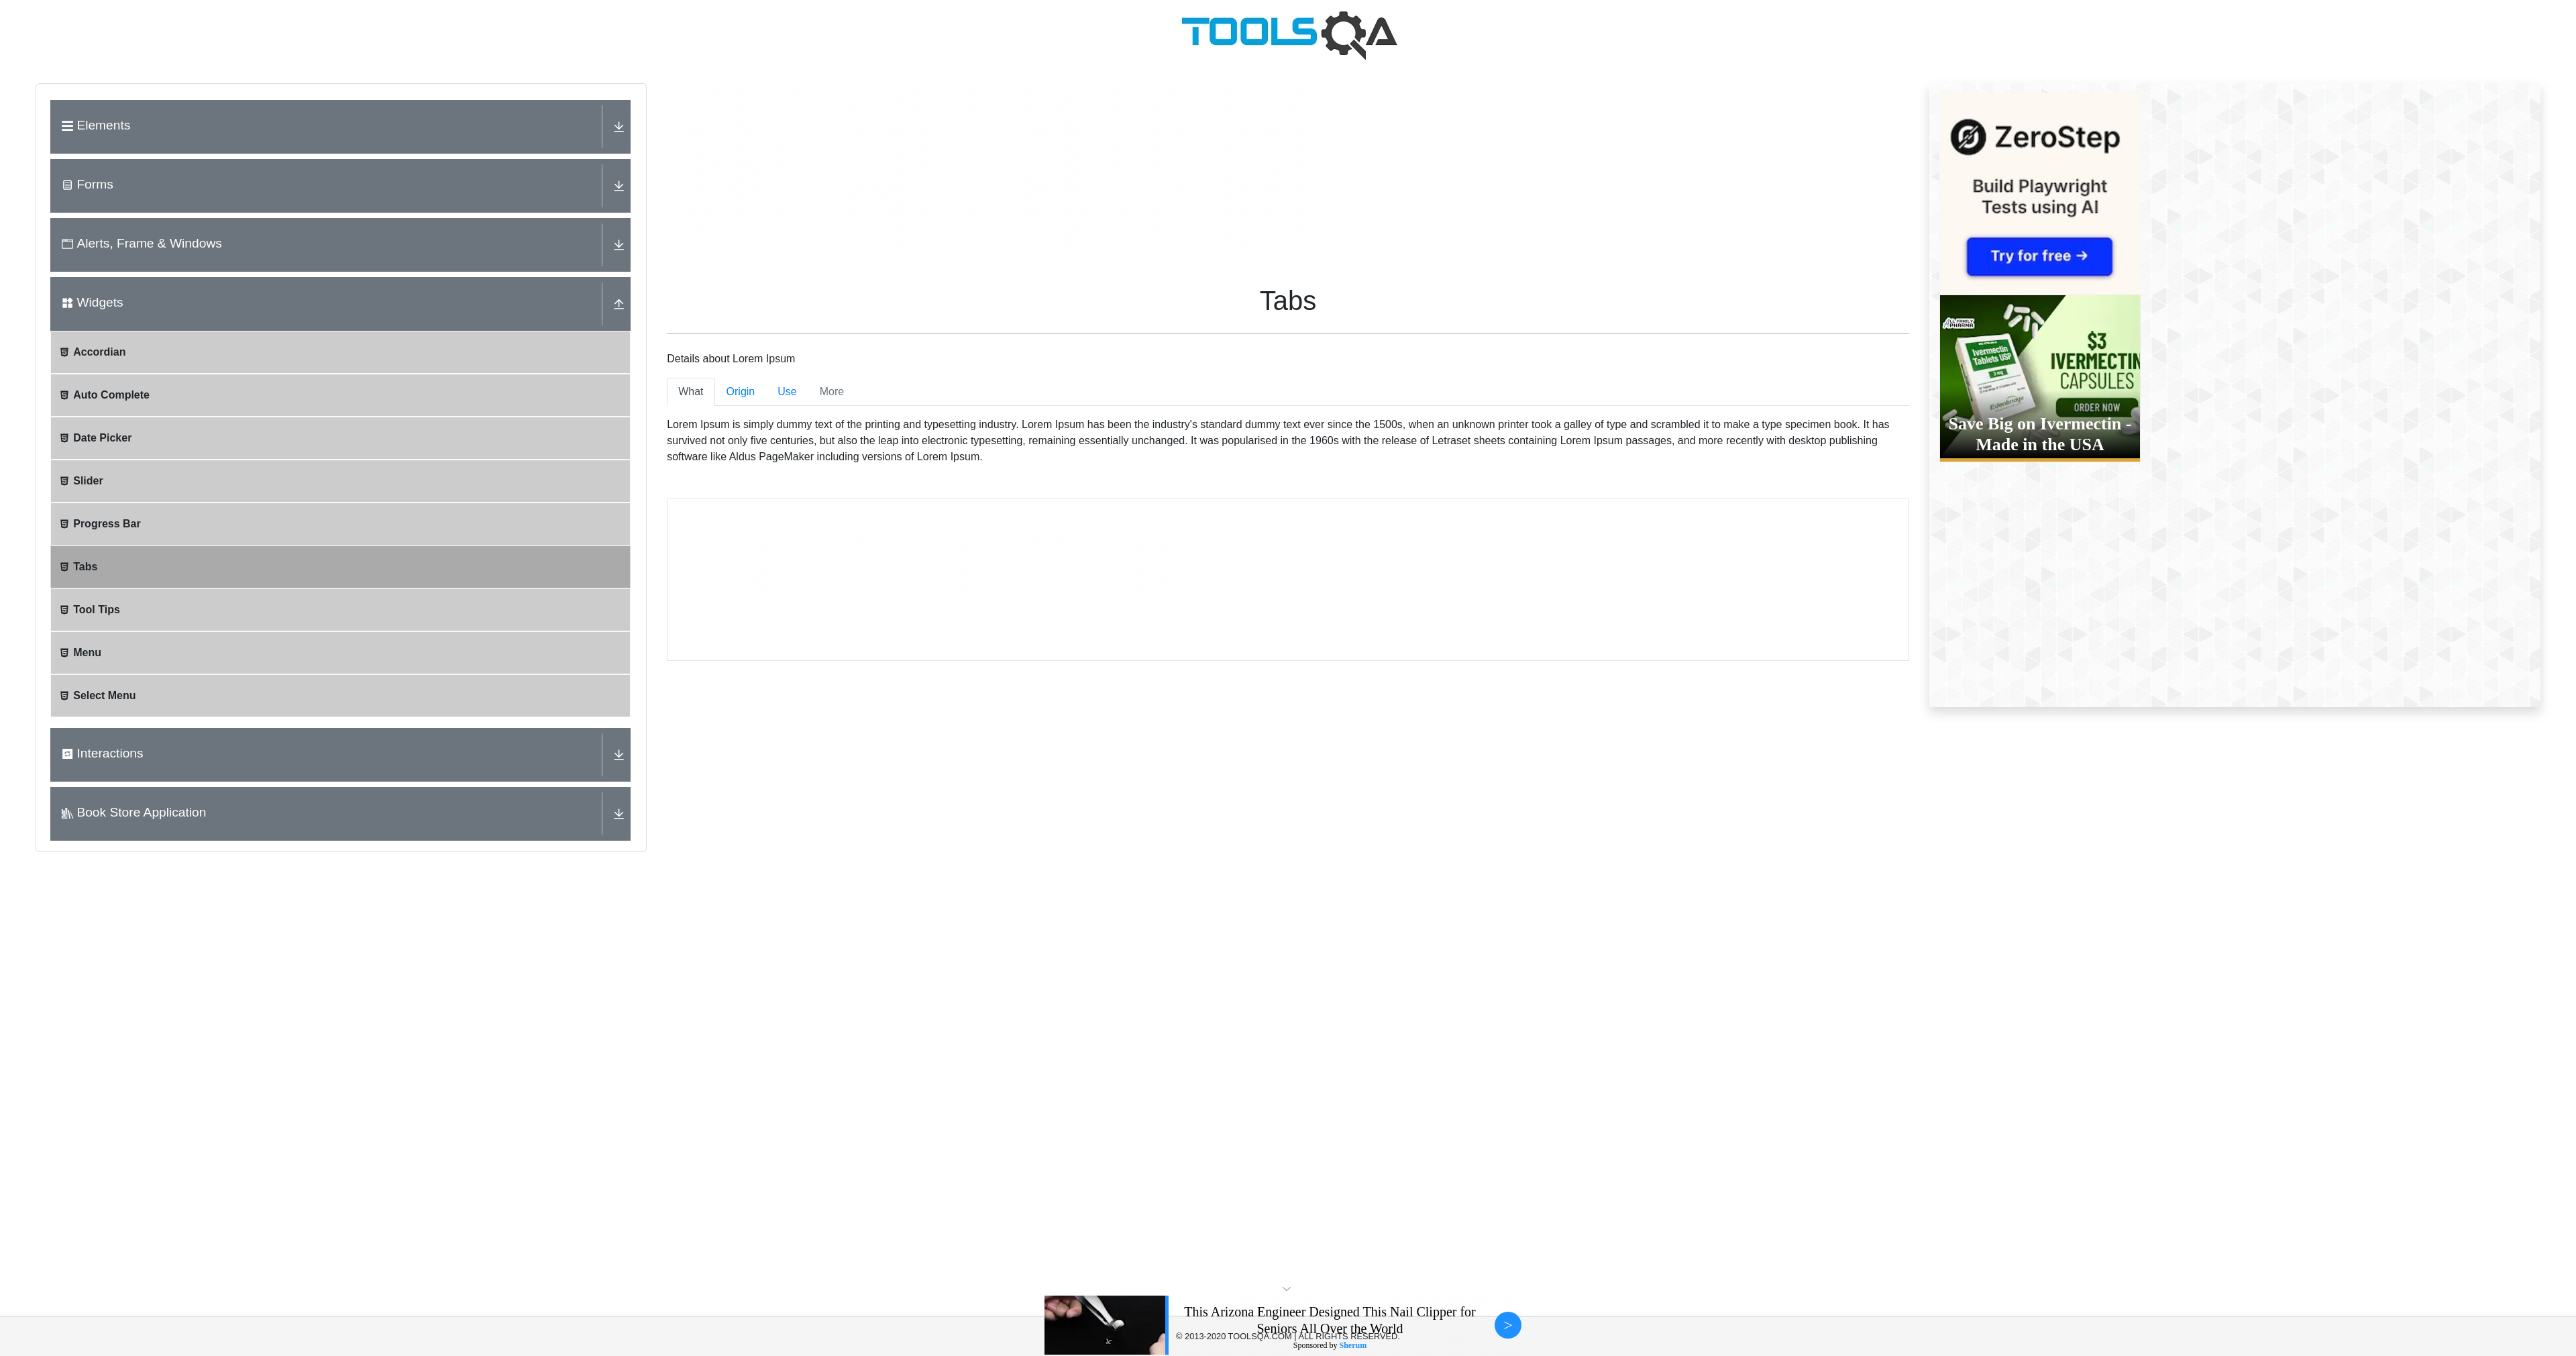 TOOLSQA
Elements
Forms
Alerts, Frame & Windows
Widgets
Accordian
Auto Complete
Date Picker
Slider
Progress Bar
Tabs
Tool Tips
Menu
Select Menu
Interactions
Book Store Application
Tabs
Details about Lorem Ipsum
What Origin Use More
Lorem Ipsum is simply dummy text of the printing and typesetting industry. Lorem Ipsum has been the industry's standard dummy text ever since the 1500s, when an unknown printer took a galley of type and scrambled it to make a type specimen book. It has
survived not only five centuries, but also the leap into electronic typesetting, remaining essentially unchanged. It was popularised in the 1960s with the release of Letraset sheets containing Lorem Ipsum passages, and more recently with desktop publishing
software like Aldus PageMaker including versions of Lorem Ipsum.
ZeroStep
Build Playwright
Tests using AI
Try for free →
ALL FAMILY
PHARMA
Ivermectin
Tablets USP
3 mg
$3
IVERMECTIN
CAPSULES
ORDER NOW
Save Big on Ivermectin -
Made in the USA
This Arizona Engineer Designed This Nail Clipper for
Seniors All Over the World
© 2013-2020 TOOLSQA.COM | ALL RIGHTS RESERVED.
Sponsored by Sherum
>